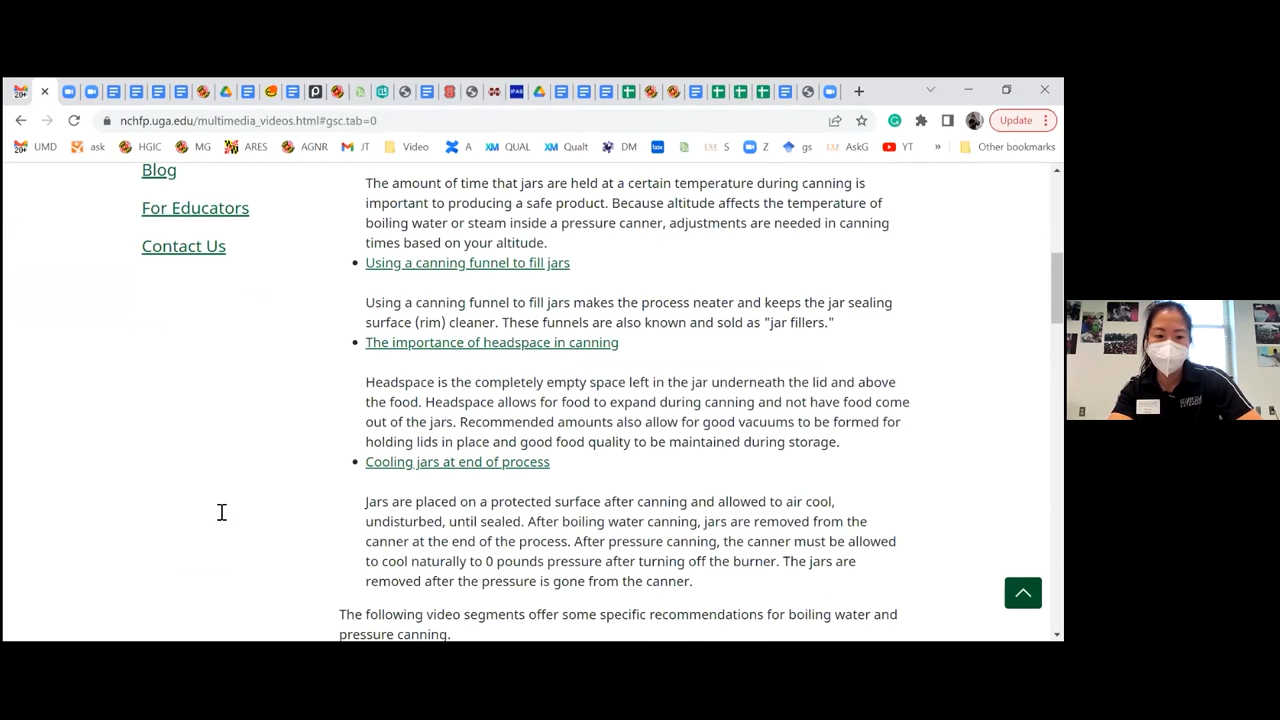 20+
nchfp.uga.edu/multimedia_videos.html#gsc.tab=0
Update
20+ UMD ask HGIC MG ARES AGNR JT Video A QUAL Qualt DM box S Z gs AskG YT » Other bookmarks
Blog
For Educators
Contact Us
The amount of time that jars are held at a certain temperature during canning is
important to producing a safe product. Because altitude affects the temperature of
boiling water or steam inside a pressure canner, adjustments are needed in canning
times based on your altitude.
Using a canning funnel to fill jars
Using a canning funnel to fill jars makes the process neater and keeps the jar sealing
surface (rim) cleaner. These funnels are also known and sold as "jar fillers."
The importance of headspace in canning
Headspace is the completely empty space left in the jar underneath the lid and above
the food. Headspace allows for food to expand during canning and not have food come
out of the jars. Recommended amounts also allow for good vacuums to be formed for
holding lids in place and good food quality to be maintained during storage.
Cooling jars at end of process
Jars are placed on a protected surface after canning and allowed to air cool,
undisturbed, until sealed. After boiling water canning, jars are removed from the
canner at the end of the process. After pressure canning, the canner must be allowed
to cool naturally to 0 pounds pressure after turning off the burner. The jars are
removed after the pressure is gone from the canner.
The following video segments offer some specific recommendations for boiling water and
pressure canning.